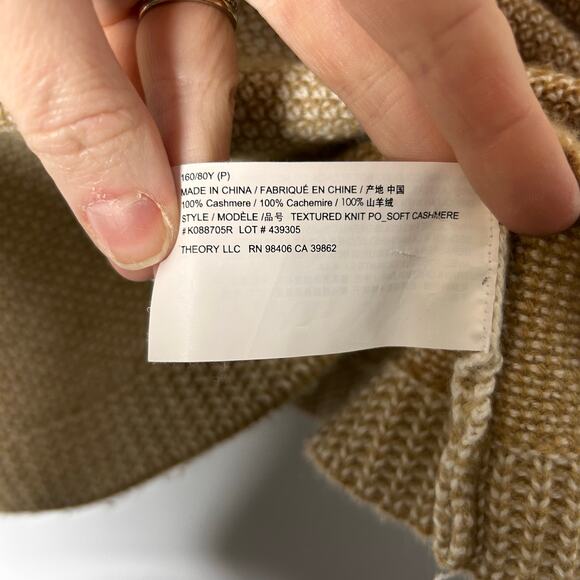 160/80Y (P)
MADE IN CHINA / FABRIQUÉ EN CHINE / 产地 中国
100% Cashmere / 100% Cachemire / 100% 山羊绒
STYLE / MODÈLE /品号 TEXTURED KNIT PO_SOFT CASHMERE
# K088705R LOT # 439305
THEORY LLC RN 98406 CA 39862